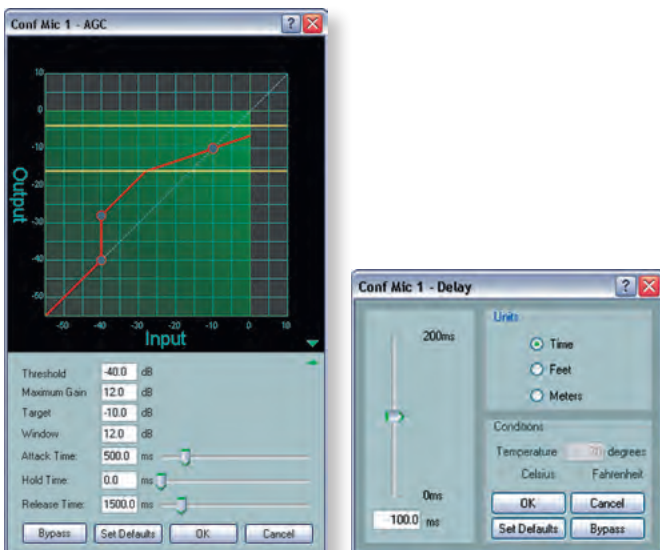 Conf Mic 1 - AGC
10
0
-10
-20
-30
-40
-50
Output
-50 -40 -30 -20 -10 0 10
Input
Threshold -40.0 dB
Maximum Gain 12.0 dB
Target -10.0 dB
Window 12.0 dB
Attack Time: 500.0 ms
Hold Time: 0.0 ms
Release Time: 1500.0 ms
Bypass Set Defaults OK Cancel
Conf Mic 1 - Delay
200ms
0ms
100.0 ms
Units
Time
Feet
Meters
Conditions
Temperature 70 degrees
Celsius Fahrenheit
OK Cancel
Set Defaults Bypass